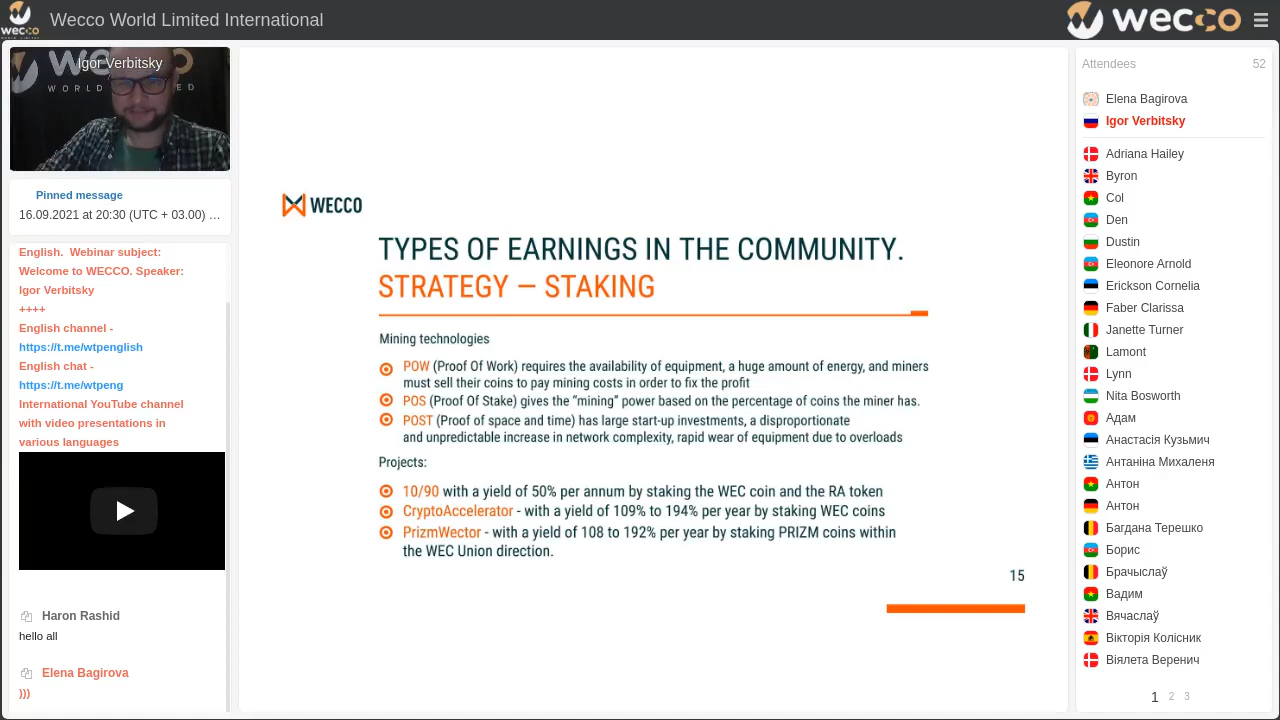 Wecco World Limited International
wecco
WECCO
Igor Verbitsky
WORLD
Pinned message
16.09.2021 at 20:30 (UTC + 03.00) …
English. Webinar subject:
Welcome to WECCO. Speaker:
Igor Verbitsky
++++
English channel -
https://t.me/wtpenglish
English chat -
https://t.me/wtpeng
International YouTube channel
with video presentations in
various languages
Haron Rashid
hello all
Elena Bagirova
)))
WECCO
TYPES OF EARNINGS IN THE COMMUNITY.
STRATEGY — STAKING
Mining technologies
POW (Proof Of Work) requires the availability of equipment, a huge amount of energy, and miners
must sell their coins to pay mining costs in order to fix the profit
POS (Proof Of Stake) gives the “mining” power based on the percentage of coins the miner has.
POST (Proof of space and time) has large start-up investments, a disproportionate
and unpredictable increase in network complexity, rapid wear of equipment due to overloads
Projects:
10/90 with a yield of 50% per annum by staking the WEC coin and the RA token
CryptoAccelerator - with a yield of 109% to 194% per year by staking WEC coins
PrizmWector - with a yield of 108 to 192% per year by staking PRIZM coins within
the WEC Union direction.
15
wecco
Attendees 52
Elena Bagirova
Igor Verbitsky
Adriana Hailey
Byron
Col
Den
Dustin
Eleonore Arnold
Erickson Cornelia
Faber Clarissa
Janette Turner
Lamont
Lynn
Nita Bosworth
Адам
Анастасія Кузьмич
Антаніна Михаленя
Антон
Антон
Багдана Терешко
Борис
Брачыслаў
Вадим
Вячаслаў
Вікторія Колісник
Віялета Веренич
1 2 3